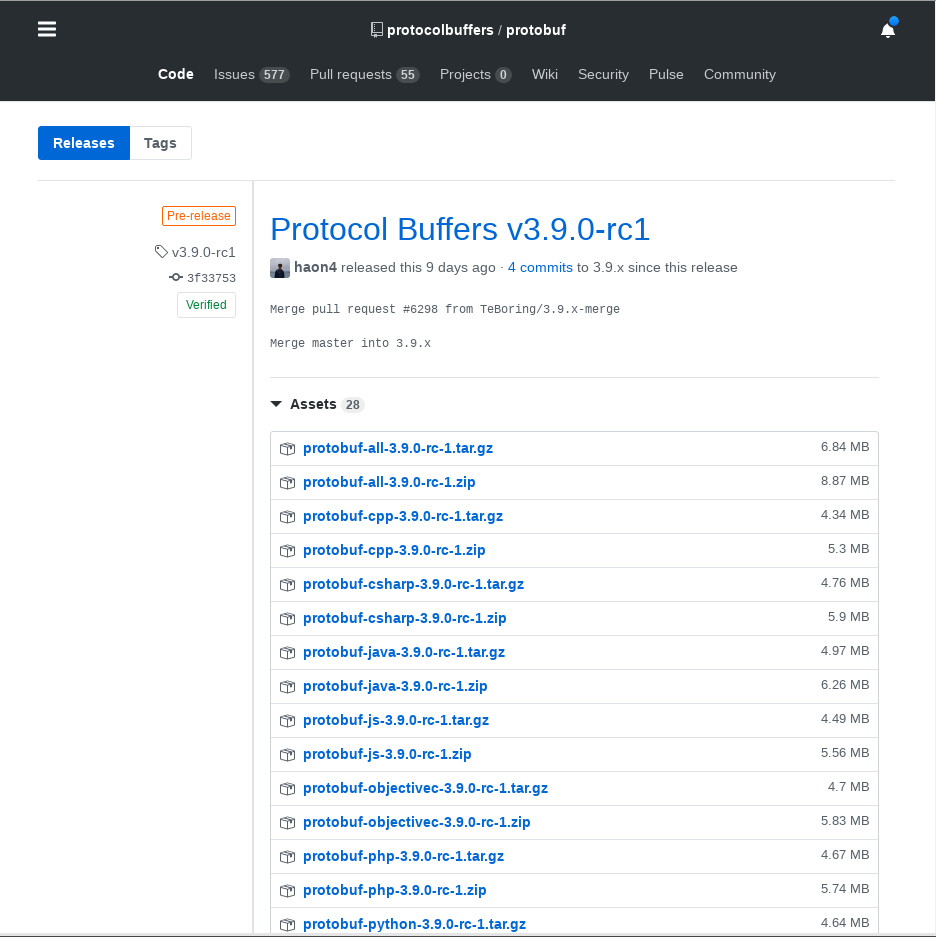 protocolbuffers / protobuf
Code Issues 577 Pull requests 55 Projects 0 Wiki Security Pulse Community
Releases Tags
Pre-release
v3.9.0-rc1
3f33753
Verified
Protocol Buffers v3.9.0-rc1
haon4 released this 9 days ago · 4 commits to 3.9.x since this release
Merge pull request #6298 from TeBoring/3.9.x-merge
Merge master into 3.9.x
Assets 28
protobuf-all-3.9.0-rc-1.tar.gz 6.84 MB
protobuf-all-3.9.0-rc-1.zip 8.87 MB
protobuf-cpp-3.9.0-rc-1.tar.gz 4.34 MB
protobuf-cpp-3.9.0-rc-1.zip 5.3 MB
protobuf-csharp-3.9.0-rc-1.tar.gz 4.76 MB
protobuf-csharp-3.9.0-rc-1.zip 5.9 MB
protobuf-java-3.9.0-rc-1.tar.gz 4.97 MB
protobuf-java-3.9.0-rc-1.zip 6.26 MB
protobuf-js-3.9.0-rc-1.tar.gz 4.49 MB
protobuf-js-3.9.0-rc-1.zip 5.56 MB
protobuf-objectivec-3.9.0-rc-1.tar.gz 4.7 MB
protobuf-objectivec-3.9.0-rc-1.zip 5.83 MB
protobuf-php-3.9.0-rc-1.tar.gz 4.67 MB
protobuf-php-3.9.0-rc-1.zip 5.74 MB
protobuf-python-3.9.0-rc-1.tar.gz 4.64 MB